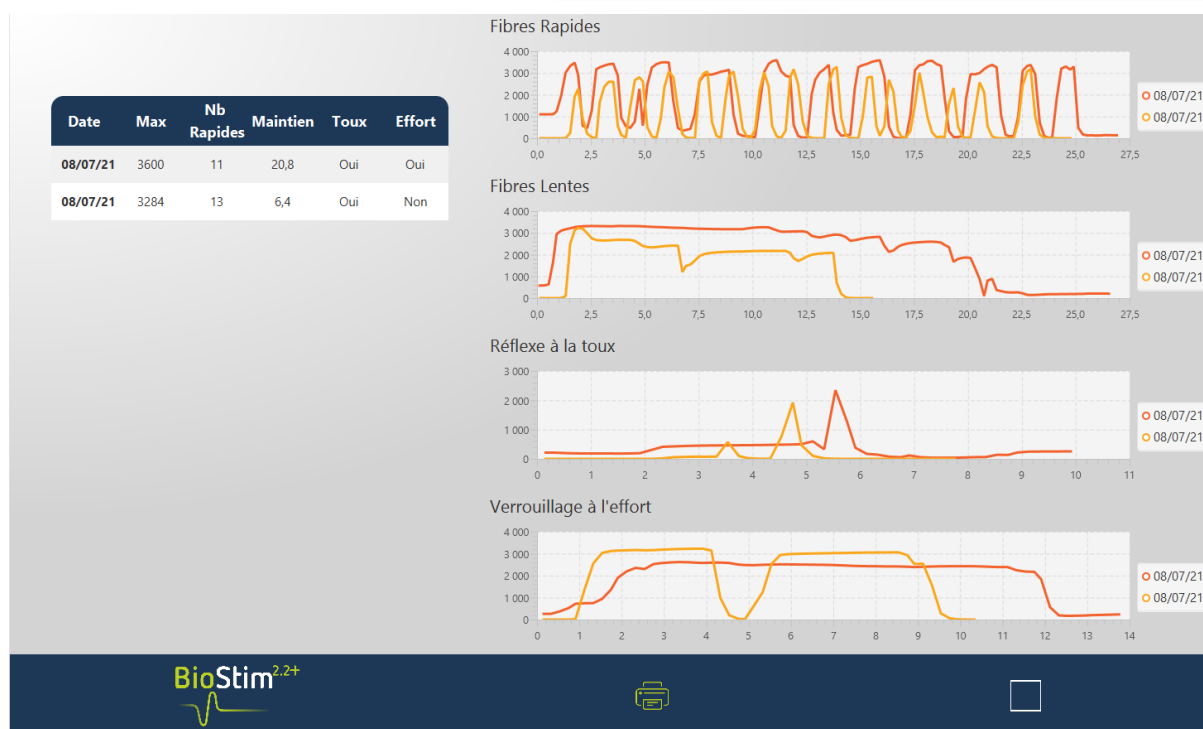 Date Max Nb Rapides Maintien Toux Effort
08/07/21 3600 11 20,8 Oui Oui
08/07/21 3284 13 6,4 Oui Non
Fibres Rapides
4 000
3 000
2 000
1 000
0
0,0 2,5 5,0 7,5 10,0 12,5 15,0 17,5 20,0 22,5 25,0 27,5
08/07/21
08/07/21
Fibres Lentes
4 000
3 000
2 000
1 000
0
0,0 2,5 5,0 7,5 10,0 12,5 15,0 17,5 20,0 22,5 25,0 27,5
08/07/21
08/07/21
Réflexe à la toux
3 000
2 000
1 000
0
0 1 2 3 4 5 6 7 8 9 10 11
08/07/21
08/07/21
Verrouillage à l'effort
4 000
3 000
2 000
1 000
0
0 1 2 3 4 5 6 7 8 9 10 11 12 13 14
08/07/21
08/07/21
BioStim2.2+